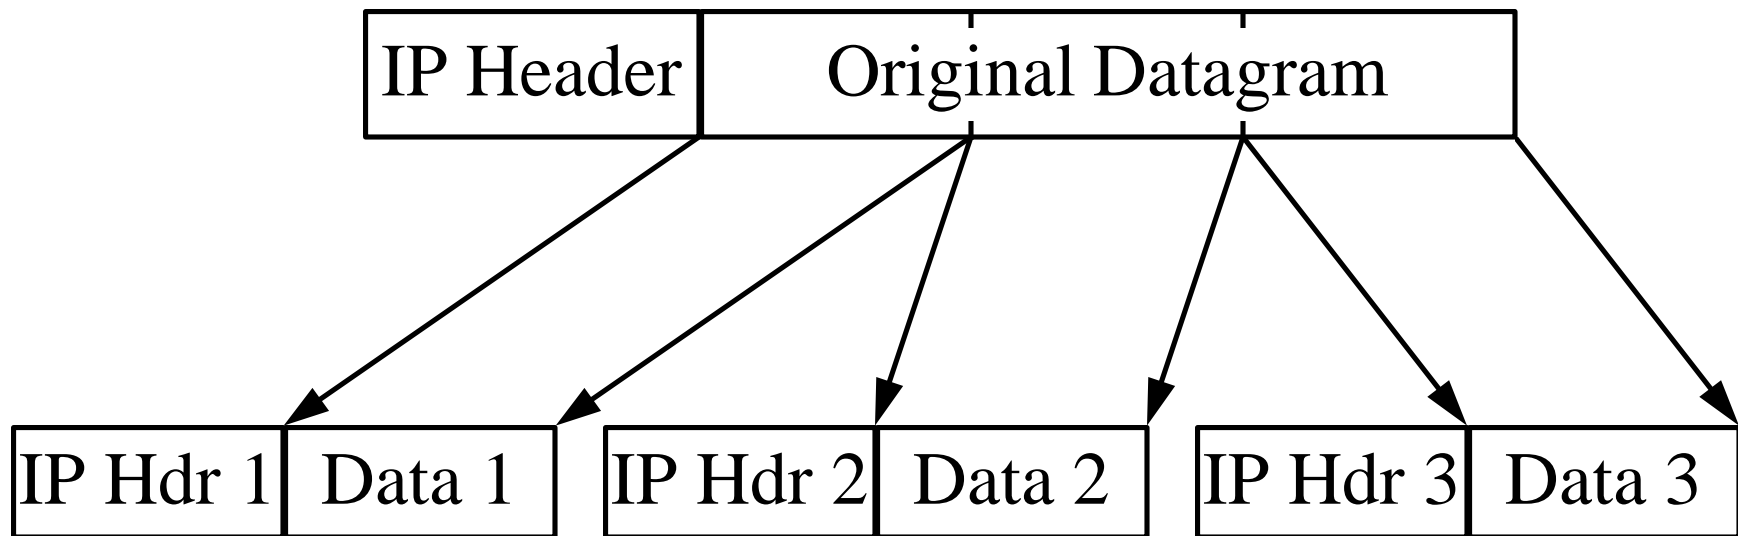 IP Header Original Datagram
IP Hdr 1 Data 1 IP Hdr 2 Data 2 IP Hdr 3 Data 3